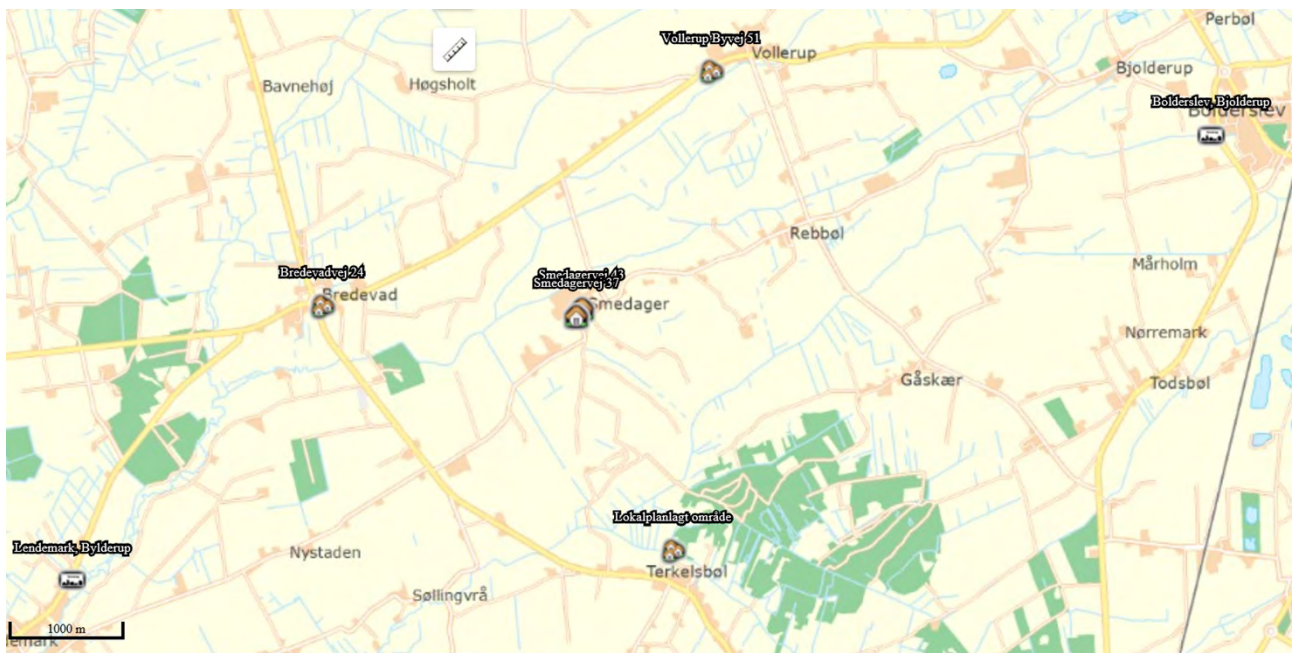 Perbøl
Vollerup Byvej 51
Vollerup
Bjolderup
Bavnehøj
Høgsholt
Bolderslev, Bjolderup
Bolderslev
Rebbøl
Mårholm
Bredevadvej 24
Bredevad
Smedagervej 43
Smedagervej 37
Smedager
Nørremark
Gåskær
Todsbøl
Lokalplanlagt område
Lendemark, Bylderup
Nystaden
Terkelsbøl
Søllingvrå
1000 m
emark